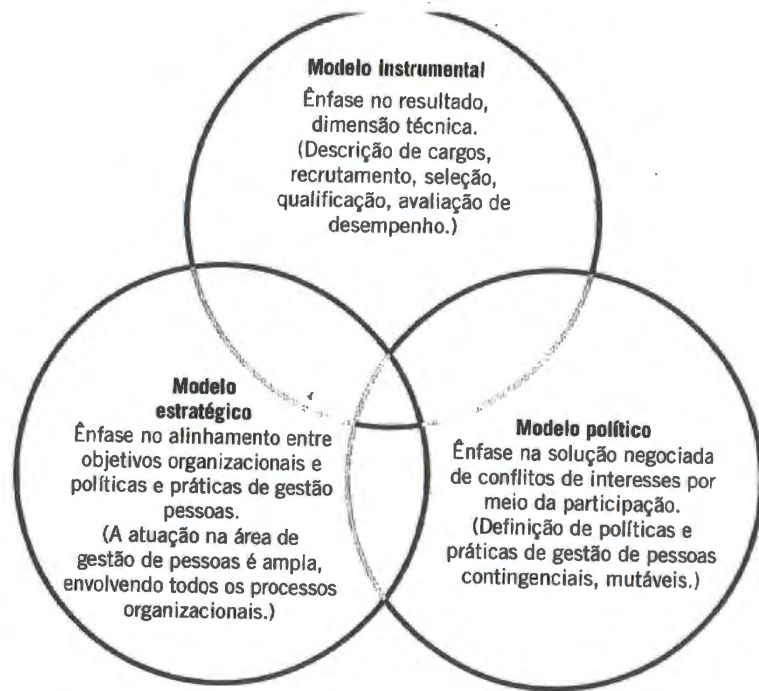 Modelo Instrumental
Ênfase no resultado,
dimensão técnica.
(Descrição de cargos,
recrutamento, seleção,
qualificação, avaliação de
desempenho.)
Modelo
estratégico
Ênfase no alinhamento entre
objetivos organizacionais e
políticas e práticas de gestão
pessoas.
(A atuação na área de
gestão de pessoas é ampla,
envolvendo todos os processos
organizacionais.)
Modelo político
Ênfase na solução negociada
de conflitos de interesses por
meio da participação.
(Definição de políticas e
práticas de gestão de pessoas
contingenciais, mutáveis.)